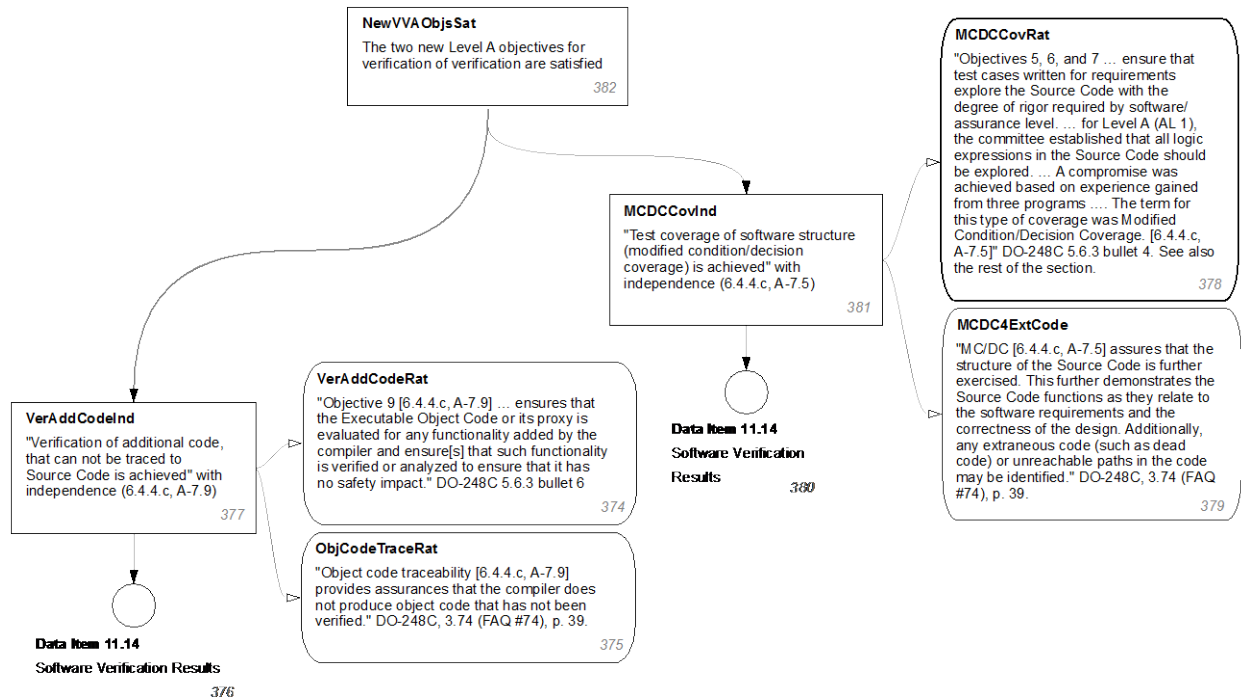 NewVVAObjsSat
The two new Level A objectives for
verification of verification are satisfied
382
MCDCCovRat
"Objectives 5, 6, and 7 … ensure that
test cases written for requirements
explore the Source Code with the
degree of rigor required by software/
assurance level. … for Level A (AL 1),
the committee established that all logic
expressions in the Source Code should
be explored. … A compromise was
achieved based on experience gained
from three programs …. The term for
this type of coverage was Modified
Condition/Decision Coverage. [6.4.4.c,
A-7.5]" DO-248C 5.6.3 bullet 4. See also
the rest of the section.
378
MCDCCovInd
"Test coverage of software structure
(modified condition/decision
coverage) is achieved" with
independence (6.4.4.c, A-7.5)
381
MCDC4ExtCode
"MC/DC [6.4.4.c, A-7.5] assures that the
structure of the Source Code is further
exercised. This further demonstrates the
Source Code functions as they relate to
the software requirements and the
correctness of the design. Additionally,
any extraneous code (such as dead
code) or unreachable paths in the code
may be identified." DO-248C, 3.74 (FAQ
#74), p. 39.
379
Data Item 11.14
Software Verification
Results
380
VerAddCodeInd
"Verification of additional code,
that can not be traced to
Source Code is achieved" with
independence (6.4.4.c, A-7.9)
377
VerAddCodeRat
"Objective 9 [6.4.4.c, A-7.9] … ensures that
the Executable Object Code or its proxy is
evaluated for any functionality added by the
compiler and ensure[s] that such functionality
is verified or analyzed to ensure that it has
no safety impact." DO-248C 5.6.3 bullet 6
374
ObjCodeTraceRat
"Object code traceability [6.4.4.c, A-7.9]
provides assurances that the compiler does
not produce object code that has not been
verified." DO-248C, 3.74 (FAQ #74), p. 39.
375
Data Item 11.14
Software Verification Results
376